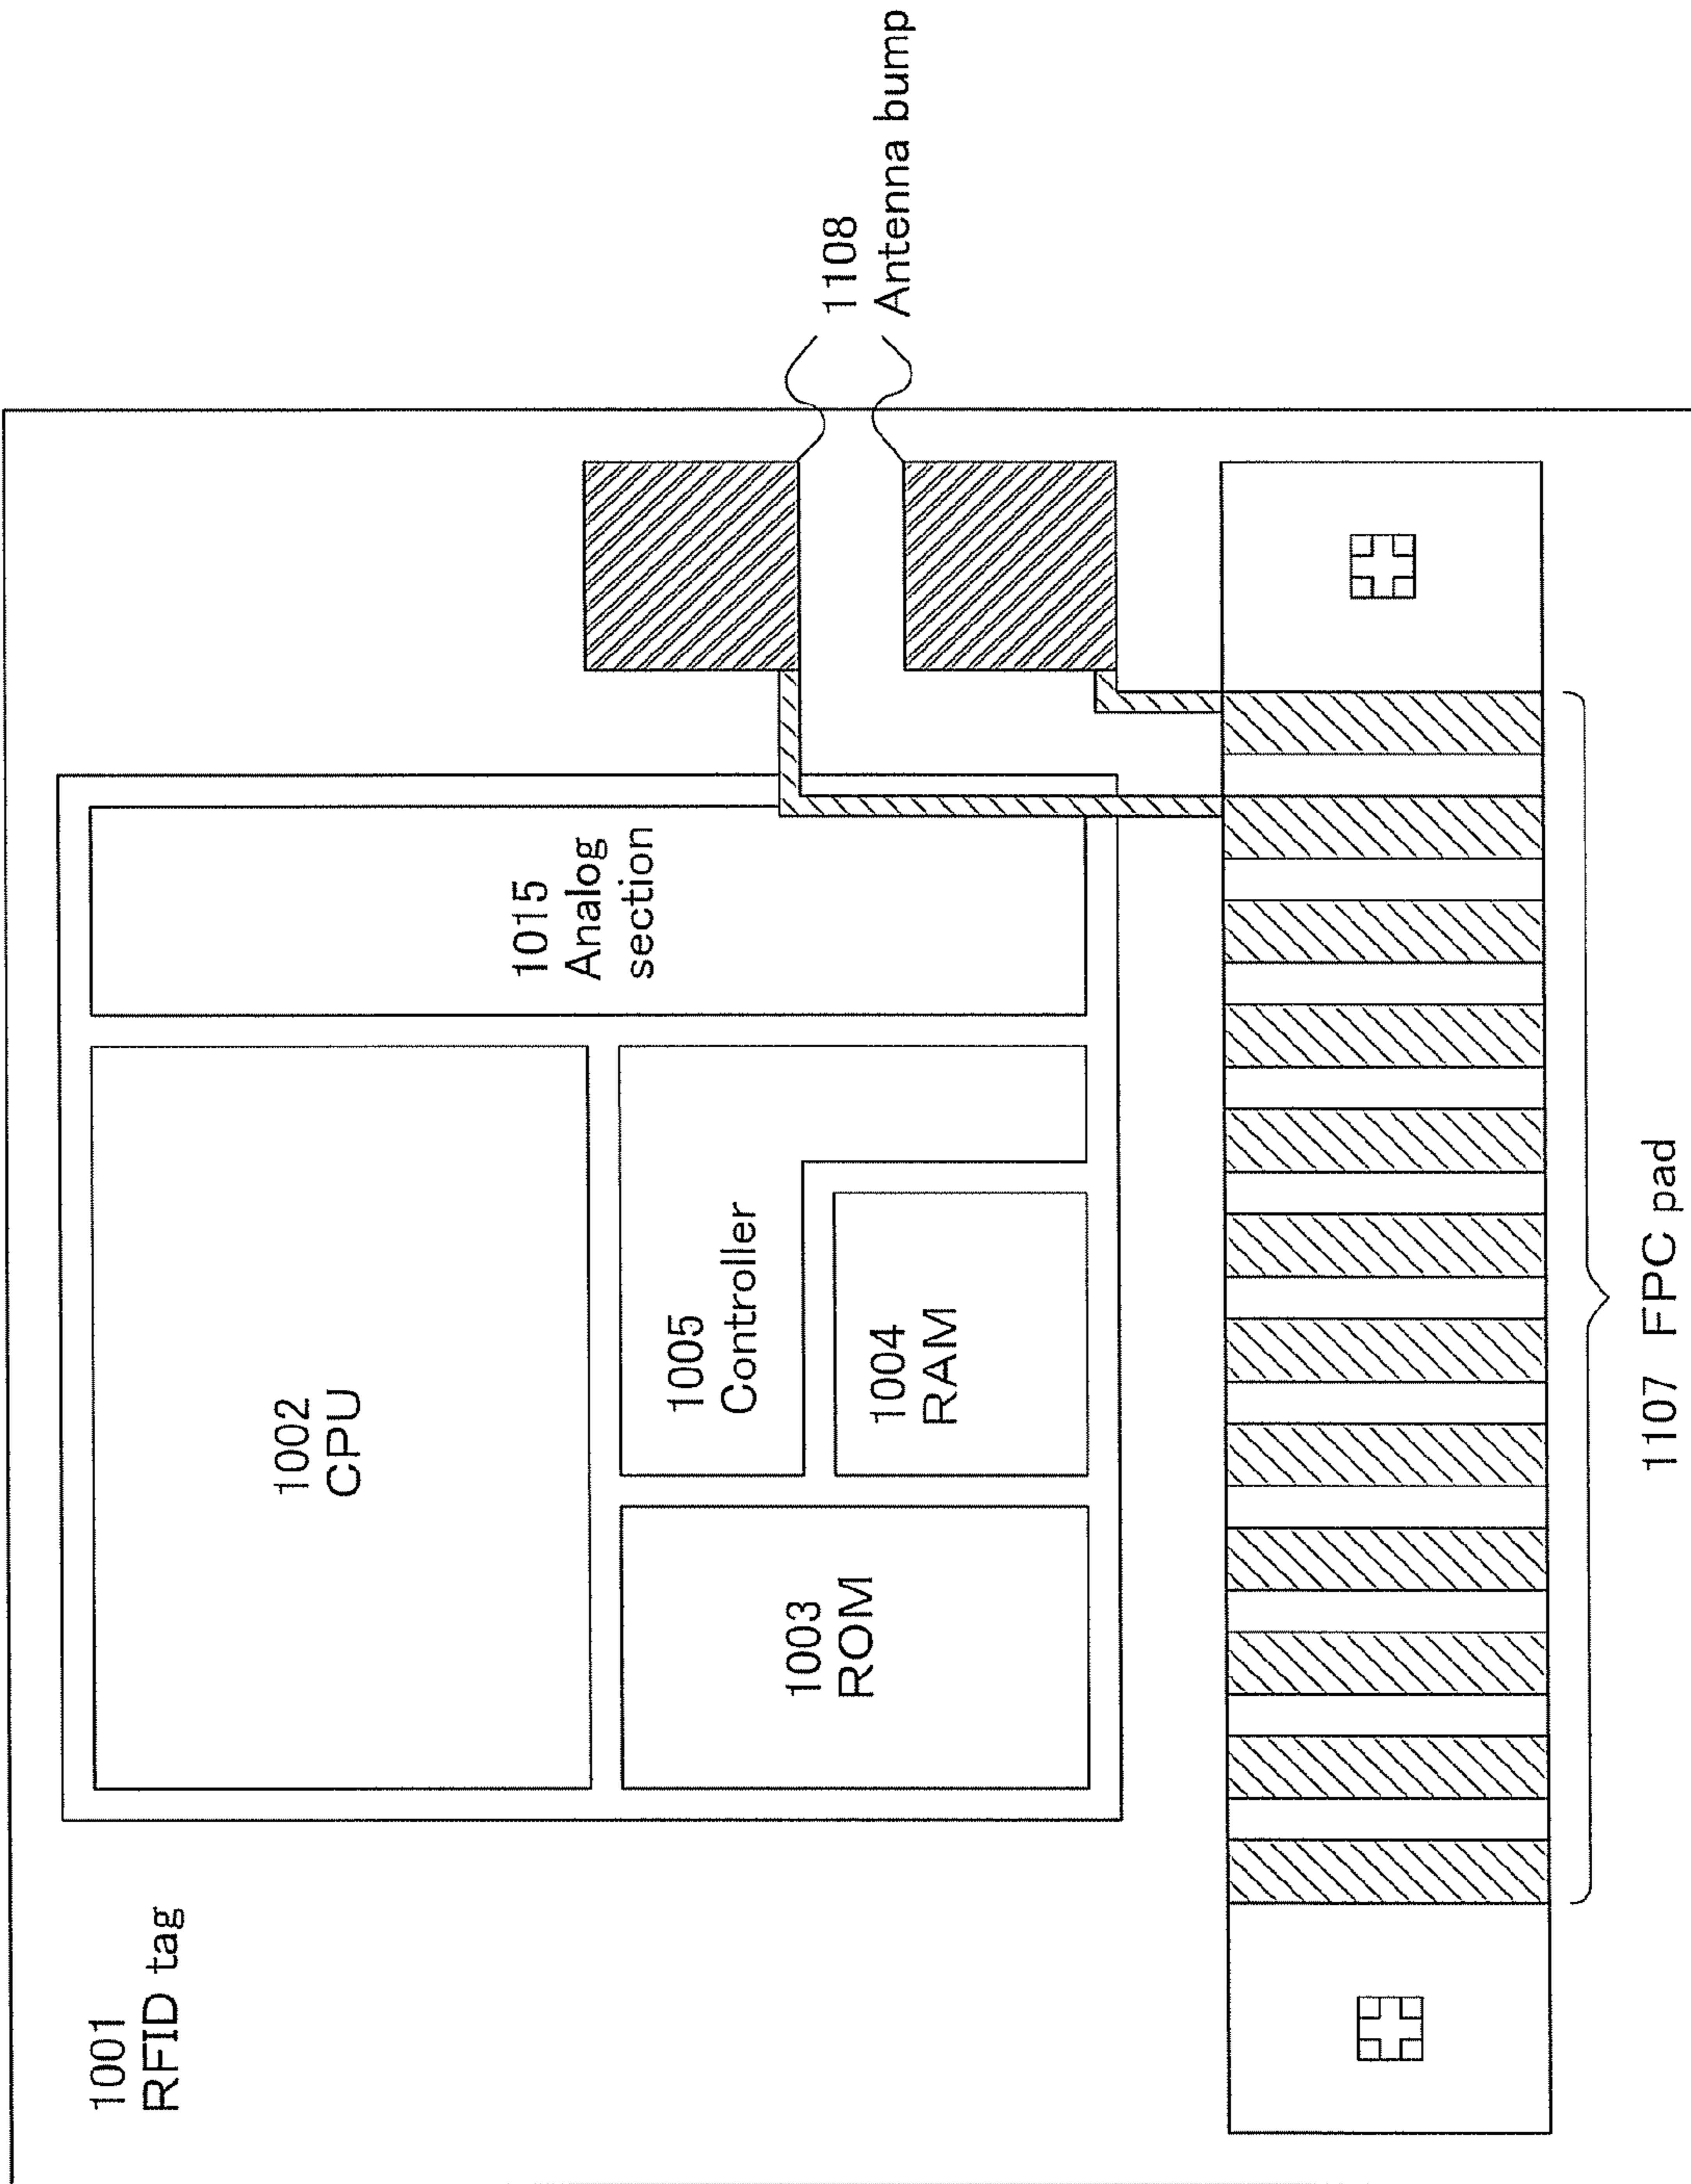 1001
RFID tag
1002
CPU
1015
Analog
section
1003
ROM
1005
Controller
1004
RAM
1108
Antenna bump
1107 FPC pad